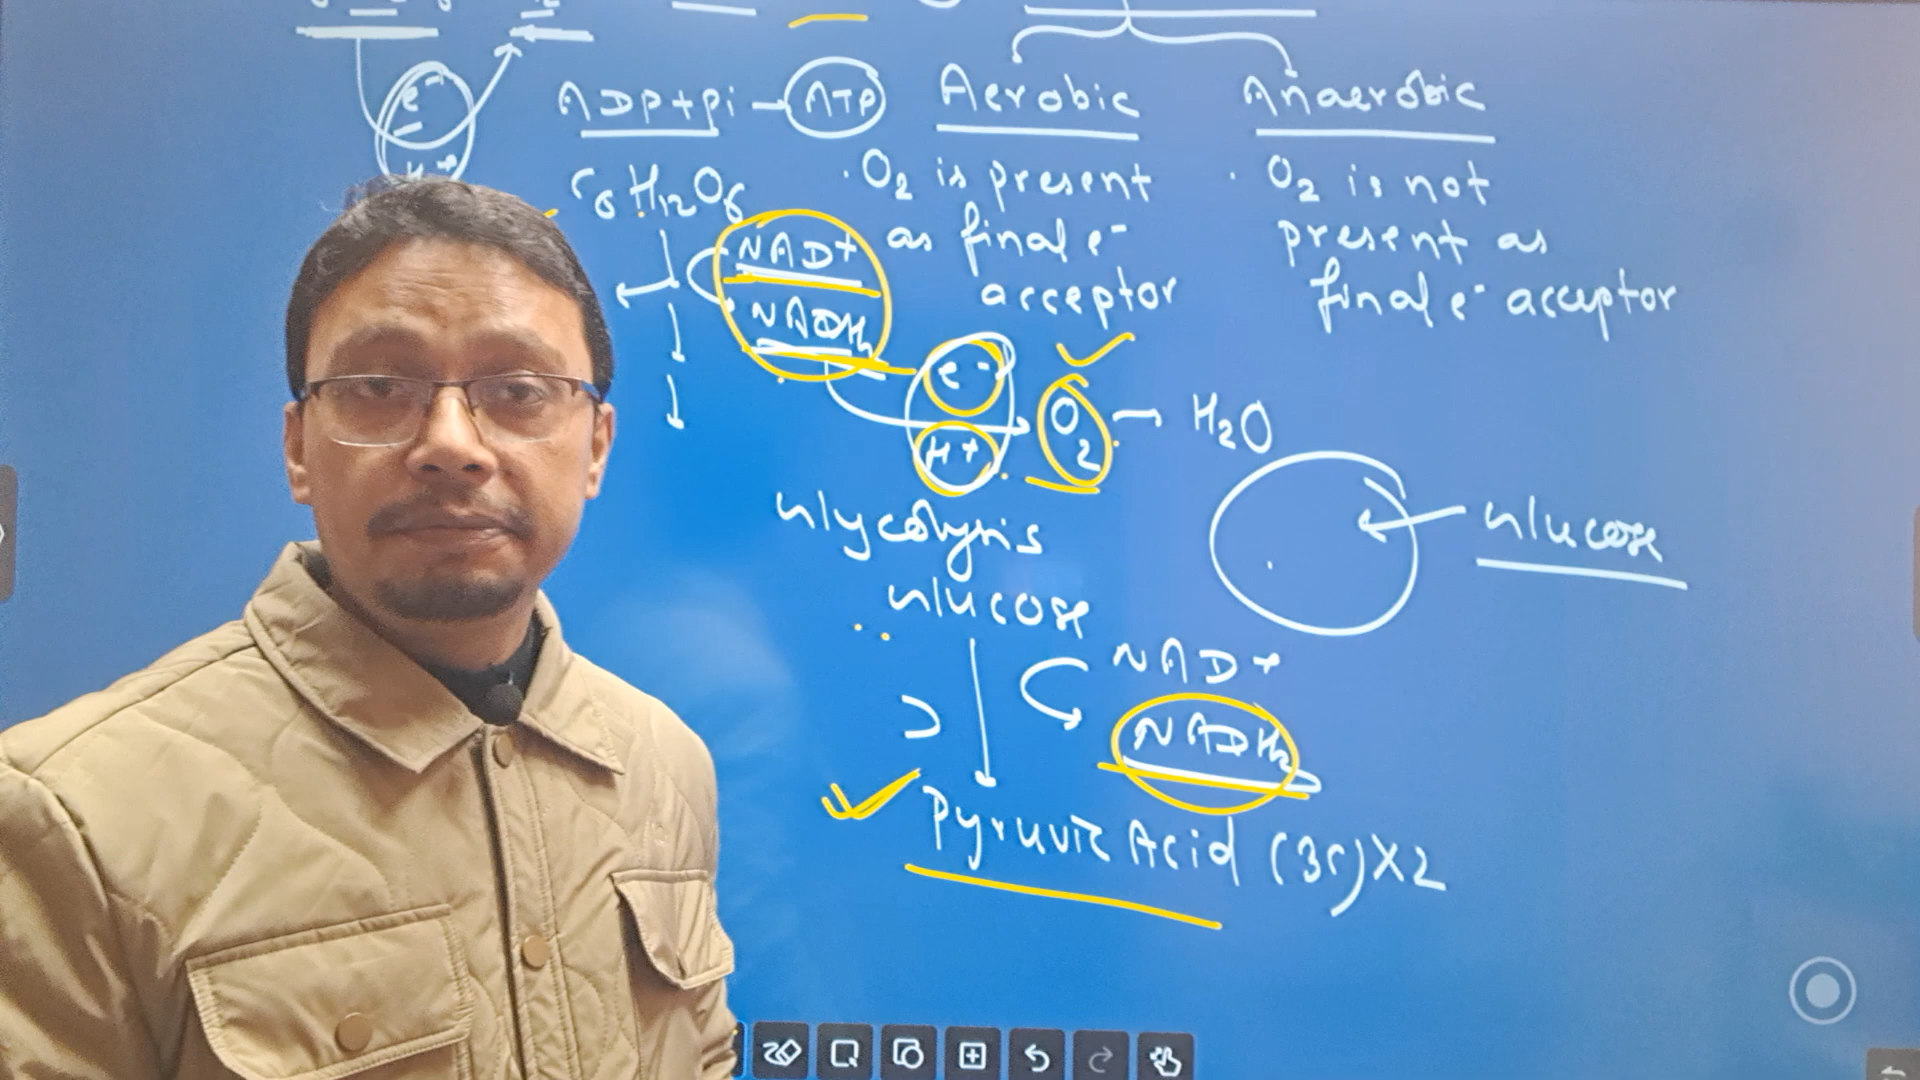 e-
ADP+Pi → ATP
C6H12O6
NAD+
NADH2
Aerobic
. O2 is present
as final e-
acceptor
Anaerobic
. O2 is not
present as
final e- acceptor
e-
H+
O2 → H2O
Glycolysis
Glucose
NAD+
NADH2
Pyruvic Acid (3C)X2
Glucose